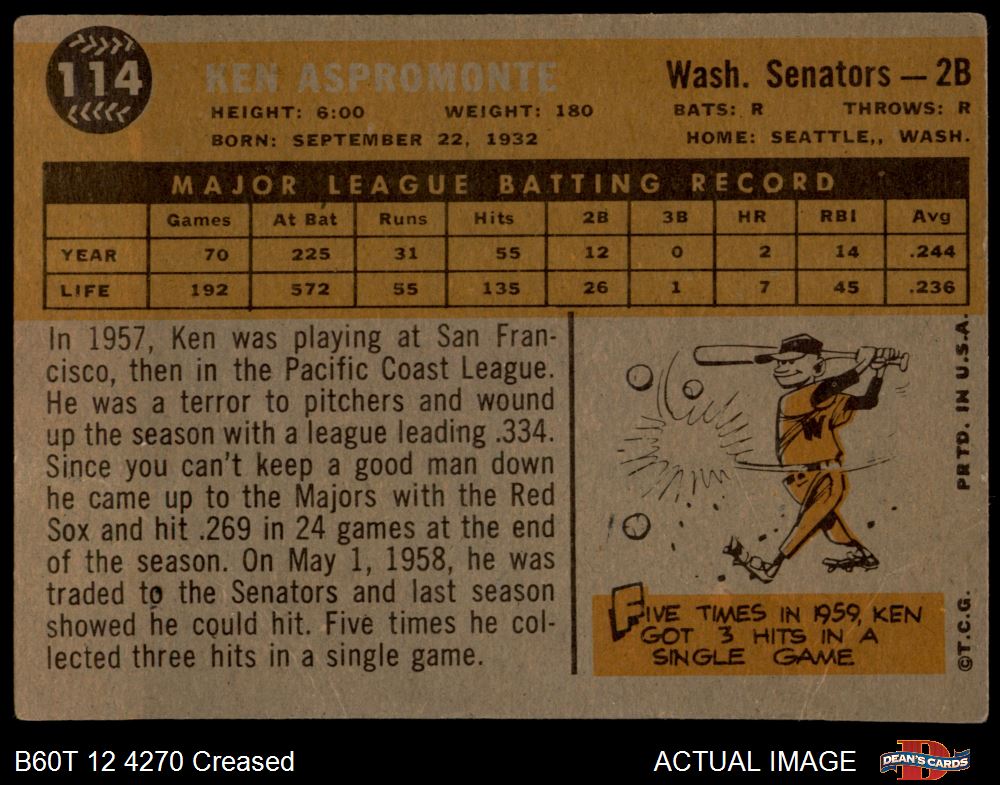 114
KEN ASPROMONTE
Wash. Senators — 2B
HEIGHT: 6:00 WEIGHT: 180 BATS: R THROWS: R
BORN: SEPTEMBER 22, 1932 HOME: SEATTLE,, WASH.
MAJOR LEAGUE BATTING RECORD
Games At Bat Runs Hits 2B 3B HR RBI Avg
YEAR 70 225 31 55 12 0 2 14 .244
LIFE 192 572 55 135 26 1 7 45 .236
In 1957, Ken was playing at San Fran-
cisco, then in the Pacific Coast League.
He was a terror to pitchers and wound
up the season with a league leading .334.
Since you can't keep a good man down
he came up to the Majors with the Red
Sox and hit .269 in 24 games at the end
of the season. On May 1, 1958, he was
traded to the Senators and last season
showed he could hit. Five times he col-
lected three hits in a single game.
W
FIVE TIMES IN 1959, KEN
GOT 3 HITS IN A
SINGLE GAME
©T.C.G. PRTD. IN U.S.A.
B60T 12 4270 Creased
ACTUAL IMAGE
D
DEAN'S CARDS